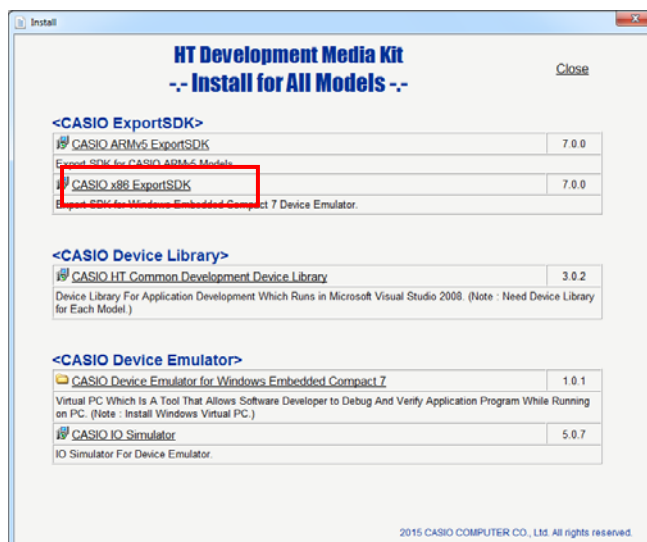 Install
HT Development Media Kit
-.- Install for All Models -.-
Close
<CASIO ExportSDK>
CASIO ARMv5 ExportSDK 7.0.0
Export SDK for CASIO ARMv5 Models.
CASIO x86 ExportSDK 7.0.0
Export SDK for Windows Embedded Compact 7 Device Emulator.
<CASIO Device Library>
CASIO HT Common Development Device Library 3.0.2
Device Library For Application Development Which Runs in Microsoft Visual Studio 2008. (Note : Need Device Library
for Each Model.)
<CASIO Device Emulator>
CASIO Device Emulator for Windows Embedded Compact 7 1.0.1
Virtual PC Which Is A Tool That Allows Software Developer to Debug And Verify Application Program While Running
on PC. (Note : Install Windows Virtual PC.)
CASIO IO Simulator 5.0.7
IO Simulator For Device Emulator.
2015 CASIO COMPUTER CO., Ltd. All rights reserved.